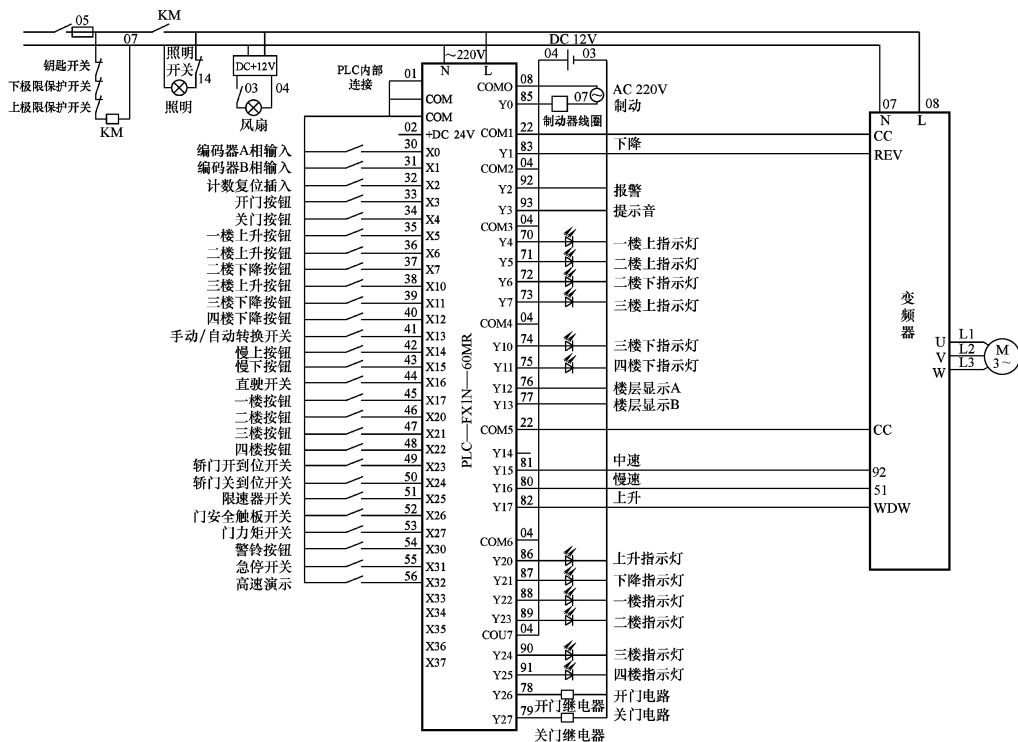 05
KM
07
钥匙开关
下极限保护开关
上极限保护开关
KM
照明
开关
14
照明
DC+12V
03
04
风扇
PLC内部
连接
01
COM
COM
02
+DC 24V
～220V
N
L
DC 12V
04
03
编码器A相输入 30 X0
编码器B相输入 31 X1
计数复位插入 32 X2
开门按钮 33 X3
关门按钮 34 X4
一楼上升按钮 35 X5
二楼上升按钮 36 X6
二楼下降按钮 37 X7
三楼上升按钮 38 X10
三楼下降按钮 39 X11
四楼下降按钮 40 X12
手动/自动转换开关 41 X13
慢上按钮 42 X14
慢下按钮 43 X15
直驶开关 44 X16
一楼按钮 45 X17
二楼按钮 46 X20
三楼按钮 47 X21
四楼按钮 48 X22
轿门开到位开关 49 X23
轿门关到位开关 50 X24
限速器开关 51 X25
门安全触板开关 52 X26
门力矩开关 53 X27
警铃按钮 54 X30
急停开关 55 X31
高速演示 56 X32
X33
X34
X35
X36
X37
PLC—FX1N—60MR
COMO 08
Y0 85
07
AC 220V
制动
制动器线圈
COM1 22
Y1 83 下降
COM2 04
Y2 92 报警
Y3 93 提示音
COM3 04
Y4 70 一楼上指示灯
Y5 71 二楼上指示灯
Y6 72 二楼下指示灯
Y7 73 三楼上指示灯
COM4 04
Y10 74 三楼下指示灯
Y11 75 四楼下指示灯
Y12 76 楼层显示A
Y13 77 楼层显示B
COM5 22
Y14
Y15 81 中速
Y16 80 慢速
Y17 82 上升
COM6 04
Y20 86 上升指示灯
Y21 87 下降指示灯
Y22 88 一楼指示灯
Y23 89 二楼指示灯
COU7 04
Y24 90 三楼指示灯
Y25 91 四楼指示灯
Y26 78 开门电路
开门继电器
Y27 79 关门电路
关门继电器
07
08
N
L
CC
REV
变频器
U L1
V L2
W L3
M
3～
CC
92
51
WDW